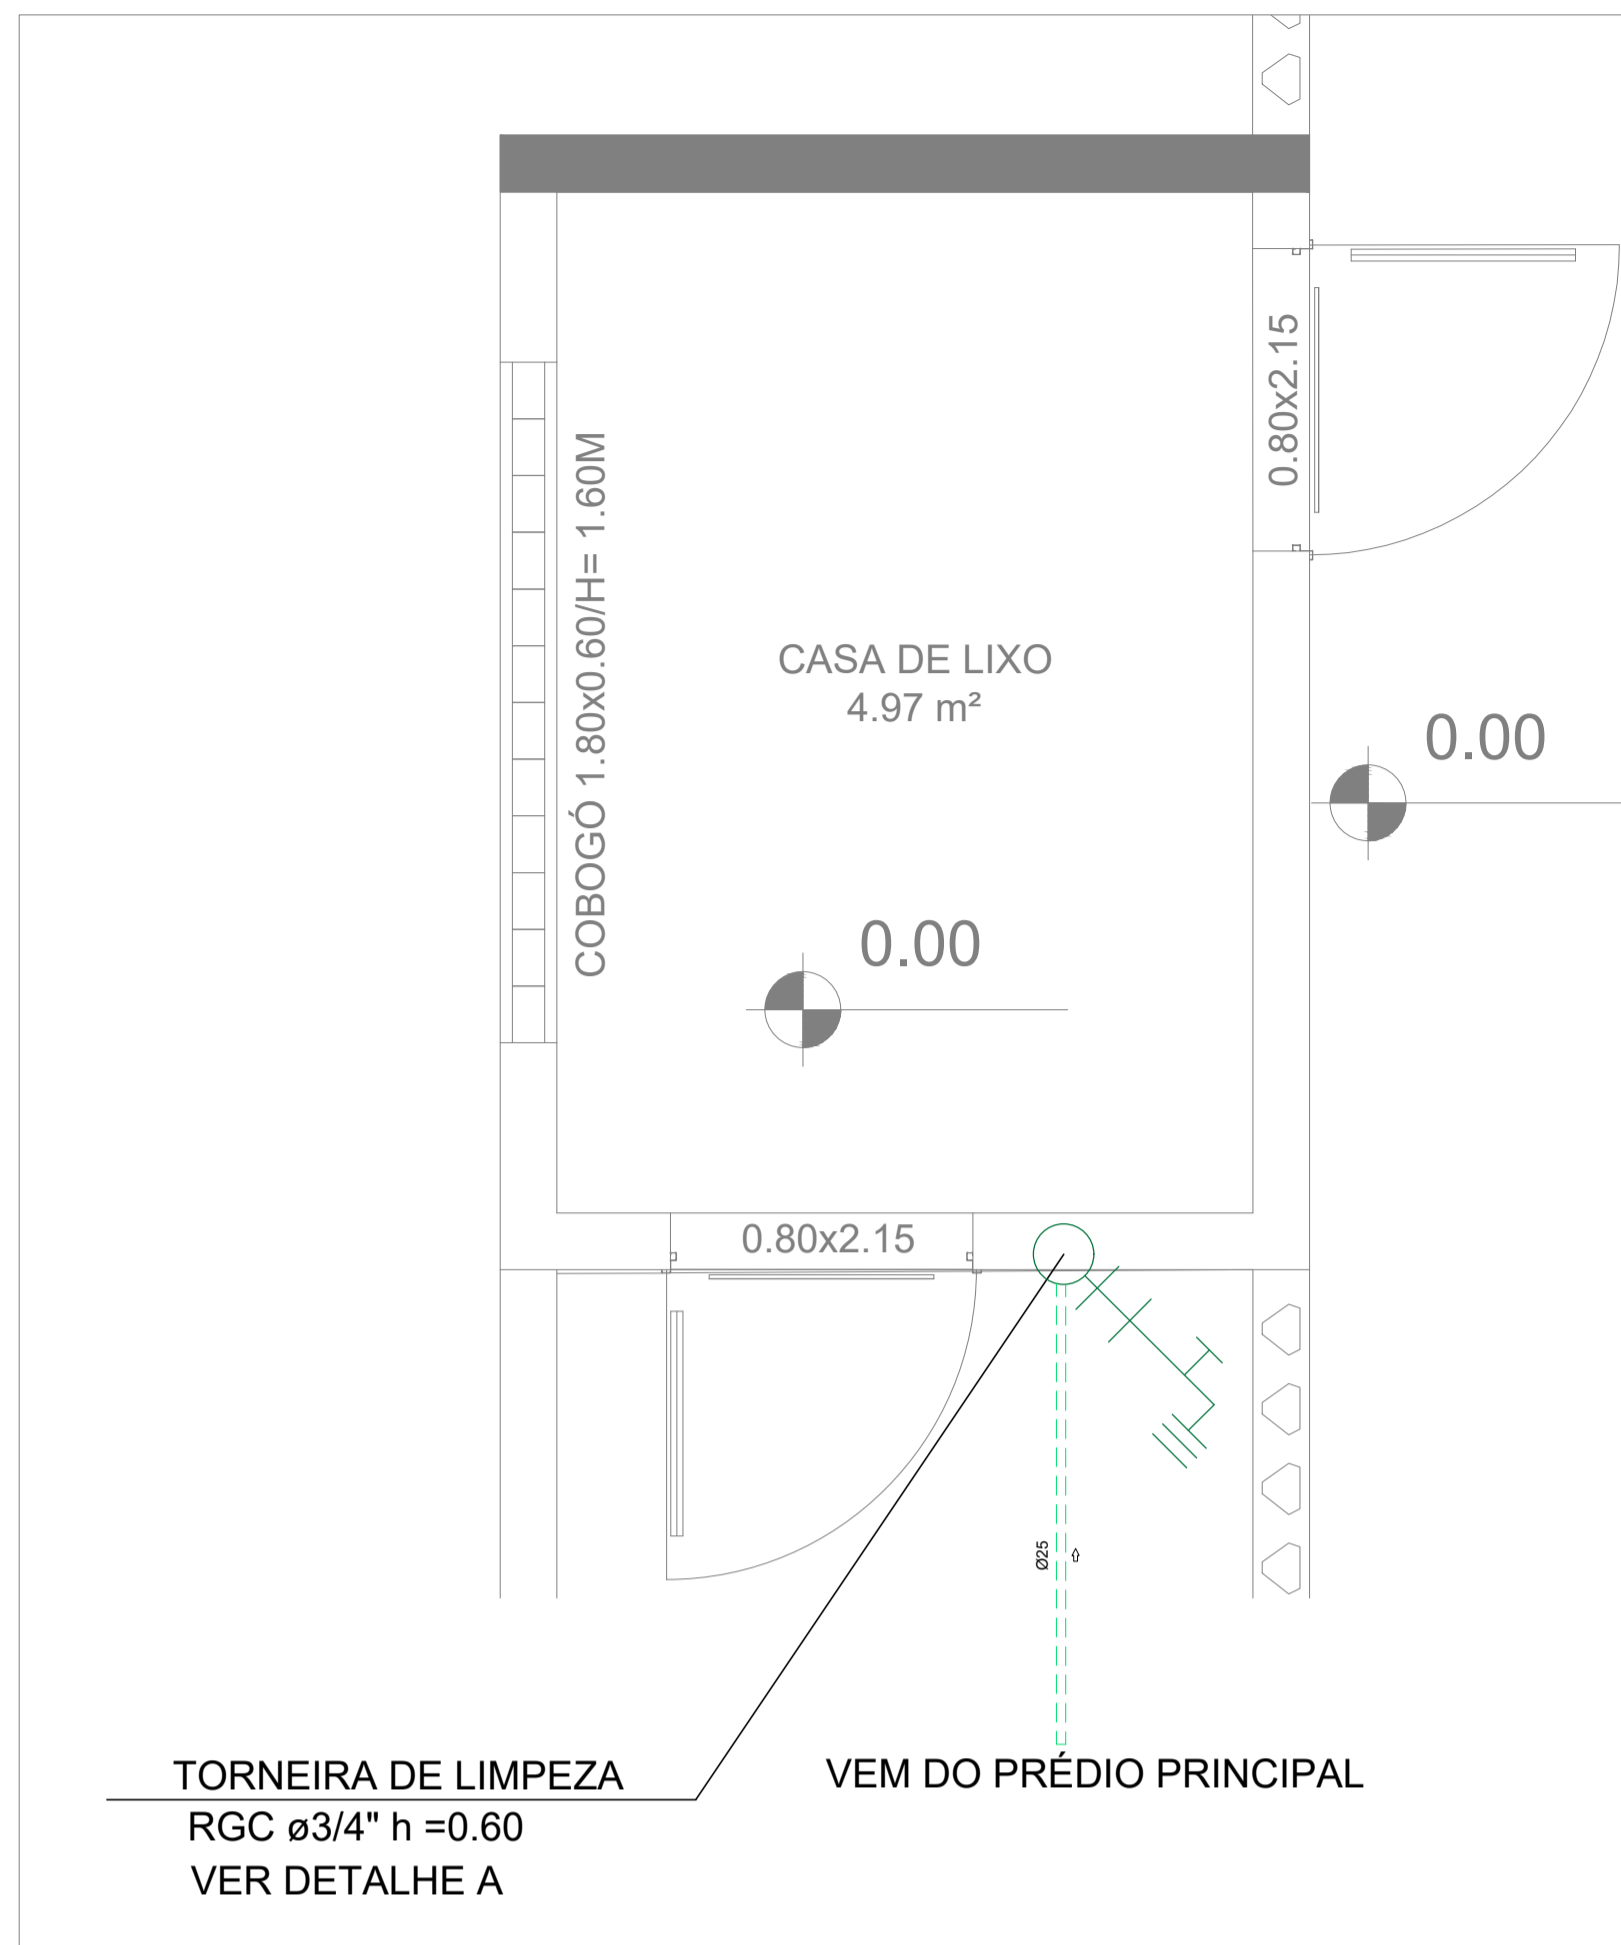 0.80x2.15
COBOGÓ 1.80x0.60/H= 1.60M
CASA DE LIXO
4.97 m²
0.00
0.00
0.80x2.15
Ø25
TORNEIRA DE LIMPEZA
RGC ø3/4" h =0.60
VER DETALHE A
VEM DO PRÉDIO PRINCIPAL